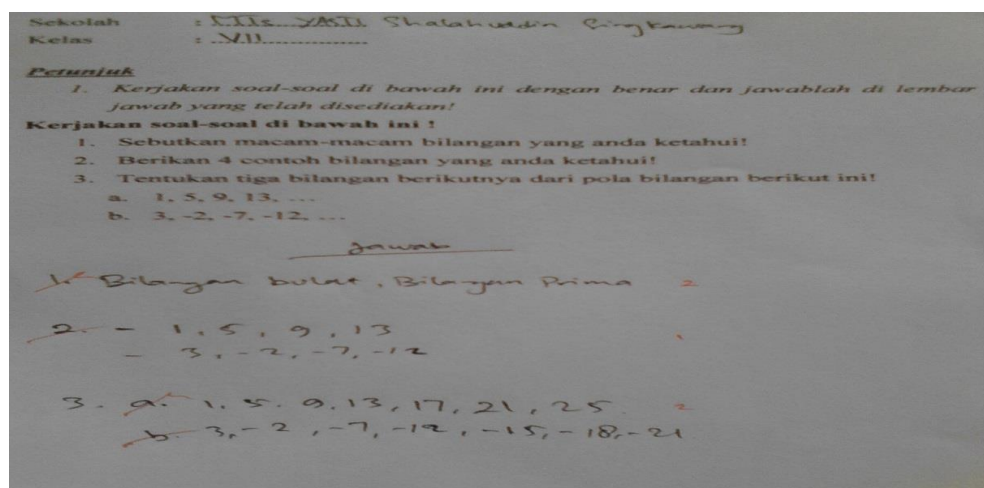 Sekolah : MTs YASTI Shalahuddin Singkawang
Kelas : VII
Petunjuk
1. Kerjakan soal-soal di bawah ini dengan benar dan jawablah di lembar
jawab yang telah disediakan!
Kerjakan soal-soal di bawah ini !
1. Sebutkan macam-macam bilangan yang anda ketahui!
2. Berikan 4 contoh bilangan yang anda ketahui!
3. Tentukan tiga bilangan berikutnya dari pola bilangan berikut ini!
a. 1, 5, 9, 13, ...
b. 3, -2, -7, -12, ...
Jawab
1. Bilangan bulat, Bilangan Prima 2
2. - 1, 5, 9, 13
- 3, -2, -7, -12
3. a. 1, 5. 9. 13, 17, 21, 25 2
b. 3, -2, -7, -12, -15, -18, -21